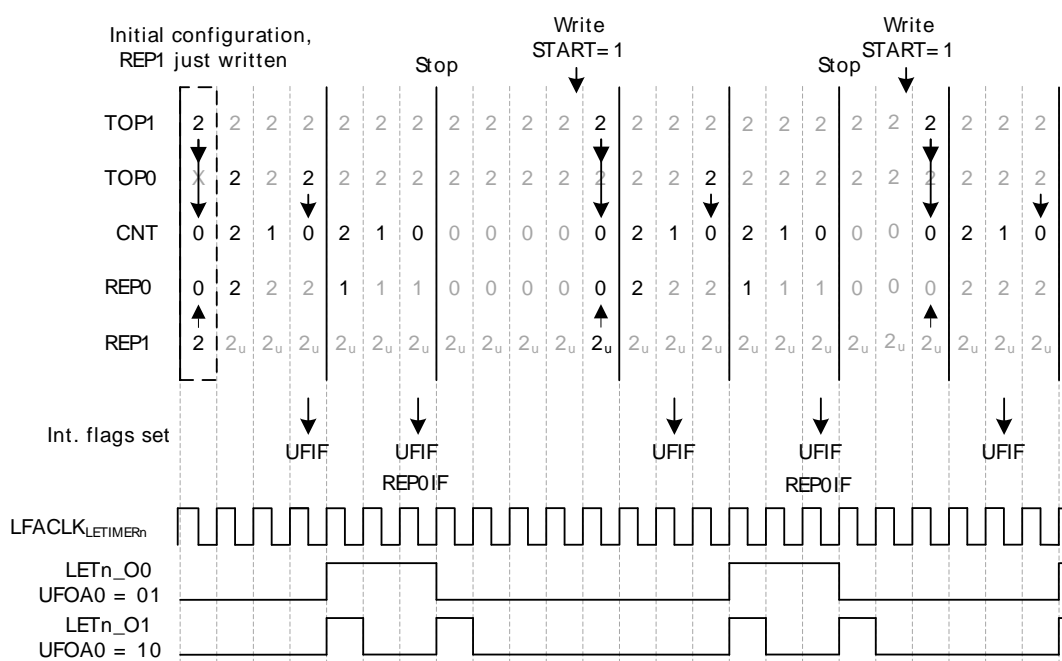 Initial configuration,
REP1 just written
Stop
Write
START=1
Stop
Write
START=1
TOP1 2 2 2 2 2 2 2 2 2 2 2 2 2 2 2 2 2 2 2 2 2 2 2 2
TOP0 X 2 2 2 2 2 2 2 2 2 2 2 2 2 2 2 2 2 2 2 2 2 2 2
CNT 0 2 1 0 2 1 0 0 0 0 0 0 2 1 0 2 1 0 0 0 0 2 1 0
REP0 0 2 2 2 1 1 1 0 0 0 0 0 2 2 2 1 1 1 0 0 0 2 2 2
REP1 2 2u 2u 2u 2u 2u 2u 2u 2u 2u 2u 2u 2u 2u 2u 2u 2u 2u 2u 2u 2u 2u 2u 2u
Int. flags set
UFIF UFIF UFIF UFIF UFIF
REP0IF REP0IF
LFACLKLETIMERn
LETn_O0
UFOA0 = 01
LETn_O1
UFOA0 = 10